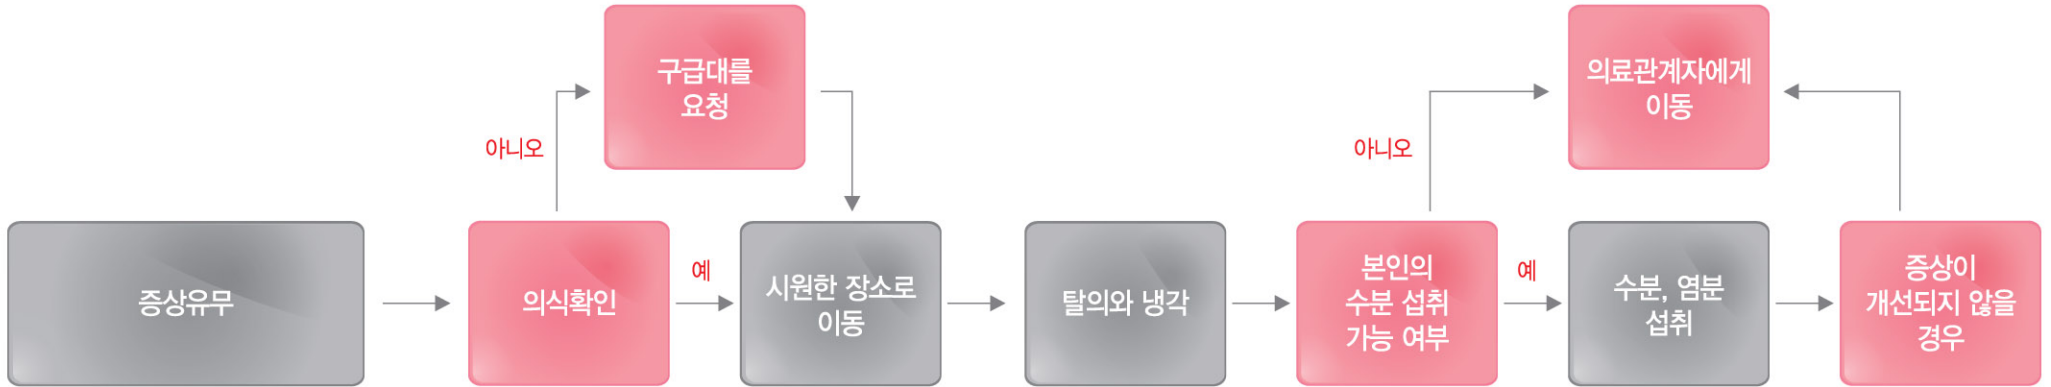 구급대를
요청
의료관계자에게
이동
아니오
아니오
증상유무
의식확인
예
시원한 장소로
이동
탈의와 냉각
본인의
수분 섭취
가능 여부
예
수분, 염분
섭취
증상이
개선되지 않을
경우